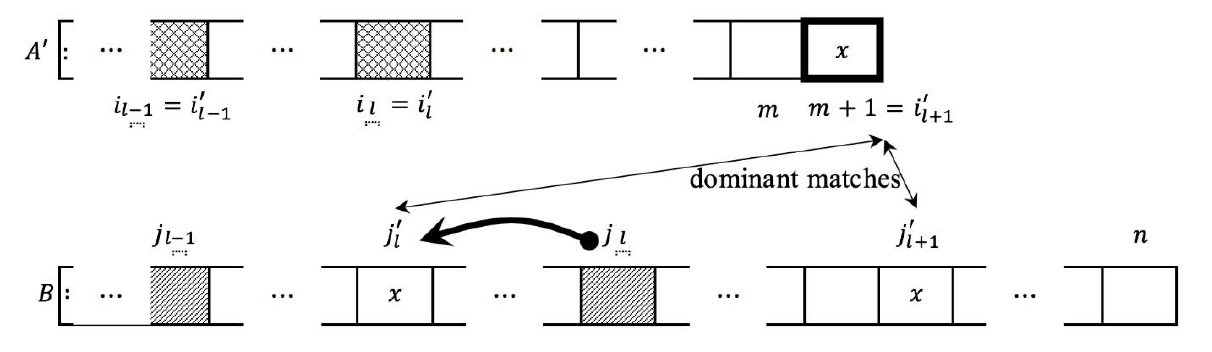 A′ : ... ... ... ... x
i_{l−1} = i′_{l−1} i_l = i′_l m m + 1 = i′_{l+1}
dominant matches
j_{l−1} j′_l j_l j′_{l+1} n
B : ... ... x ... ... x ...